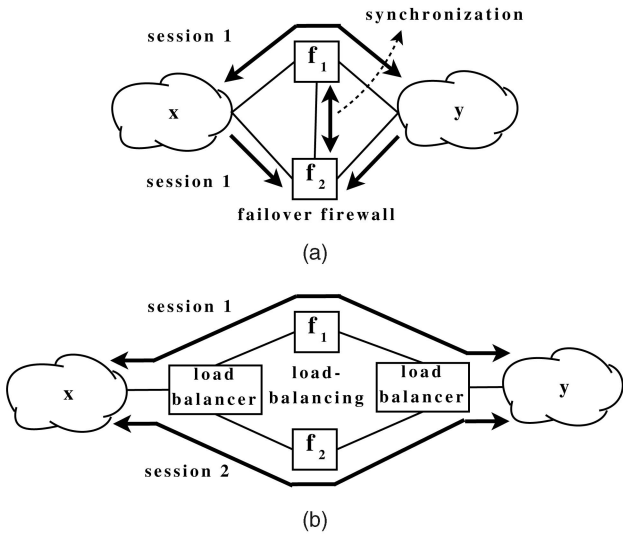 synchronization
session 1
f1
x
y
session 1
f2
failover firewall
(a)
session 1
f1
load balancer
load-balancing
load balancer
x
y
f2
session 2
(b)